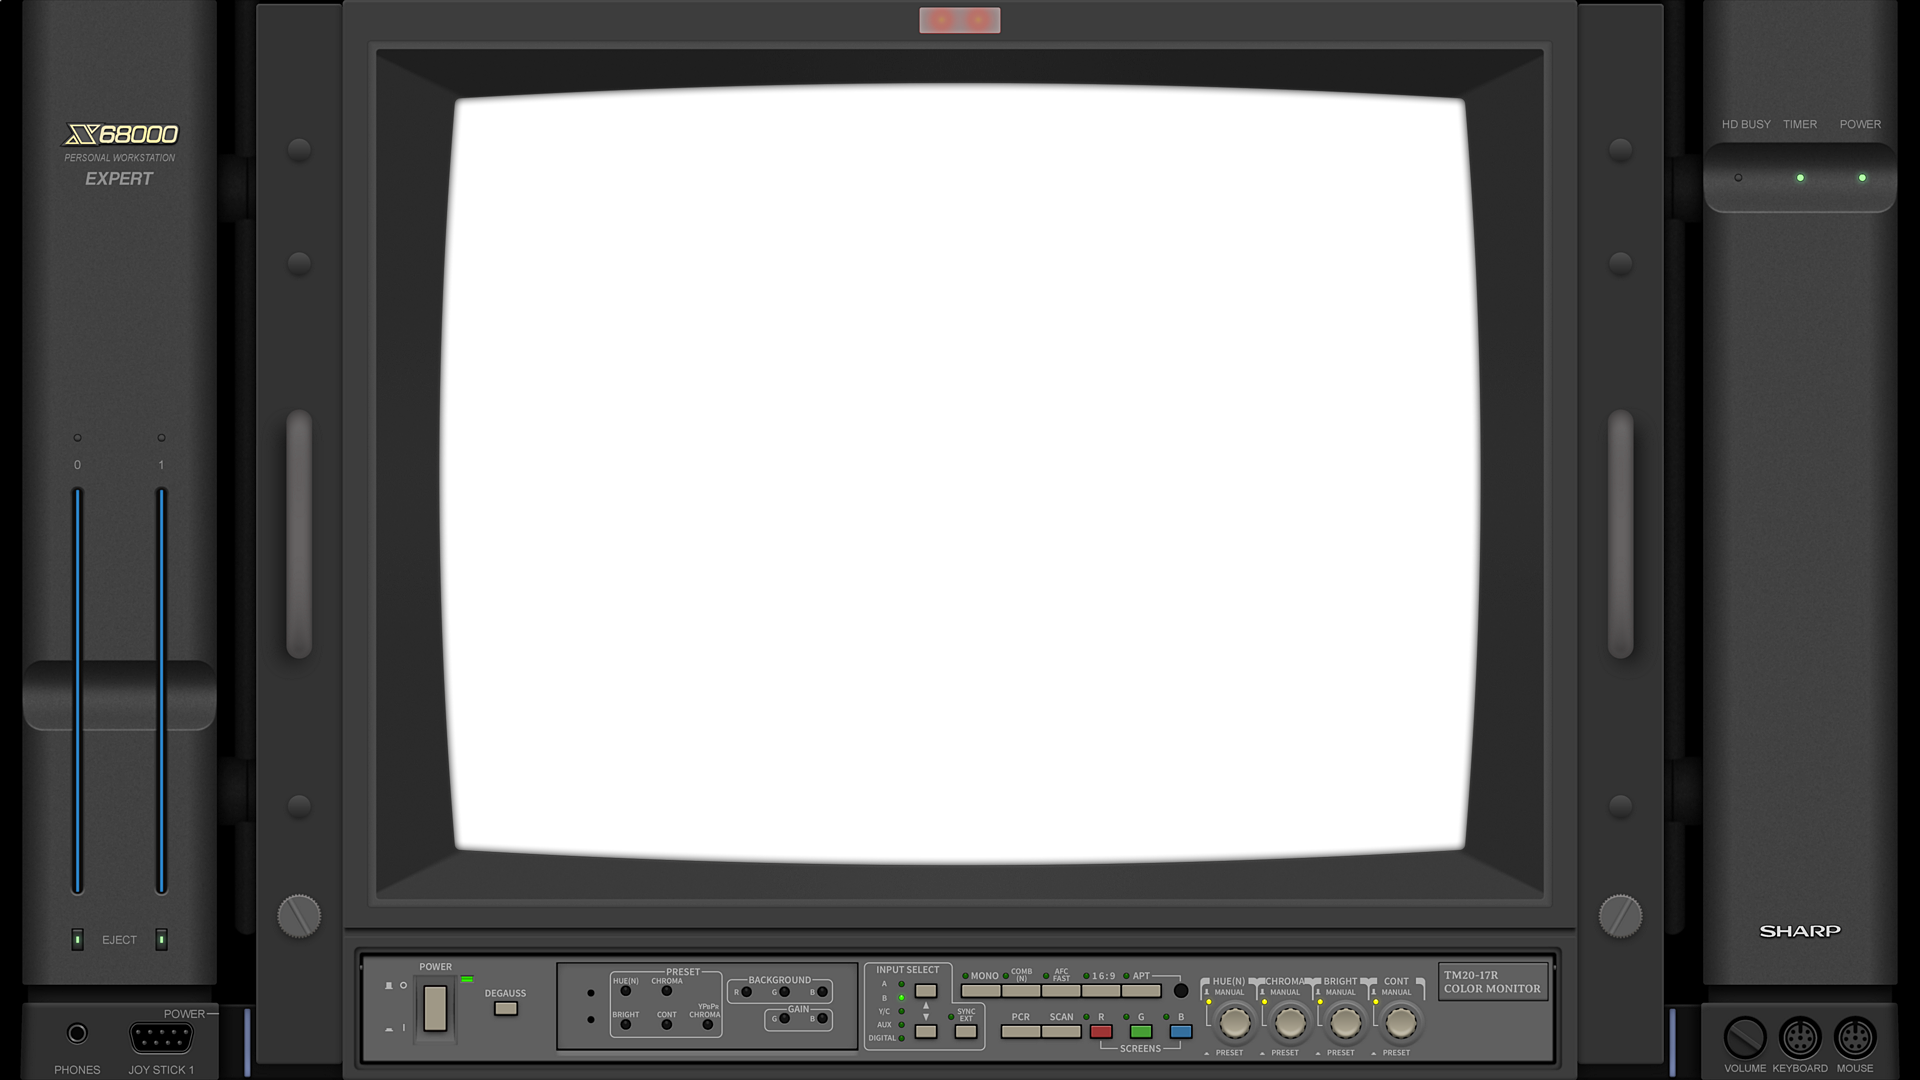 X68000
PERSONAL WORKSTATION
EXPERT
0 1
EJECT
POWER
PHONES
JOY STICK 1
HD BUSY TIMER POWER
SHARP
VOLUME KEYBOARD MOUSE
POWER
DEGAUSS
PRESET
HUE(N) CHROMA
BRIGHT CONT YPBPR CHROMA
BACKGROUND
R G B
GAIN
G B
INPUT SELECT
A
B
Y/C
AUX
DIGITAL
SYNC
EXT
MONO COMB (N) AFC FAST 16:9 APT
PCR SCAN R G B
SCREENS
HUE(N) CHROMA BRIGHT CONT
MANUAL MANUAL MANUAL MANUAL
PRESET PRESET PRESET PRESET
TM20-17R
COLOR MONITOR